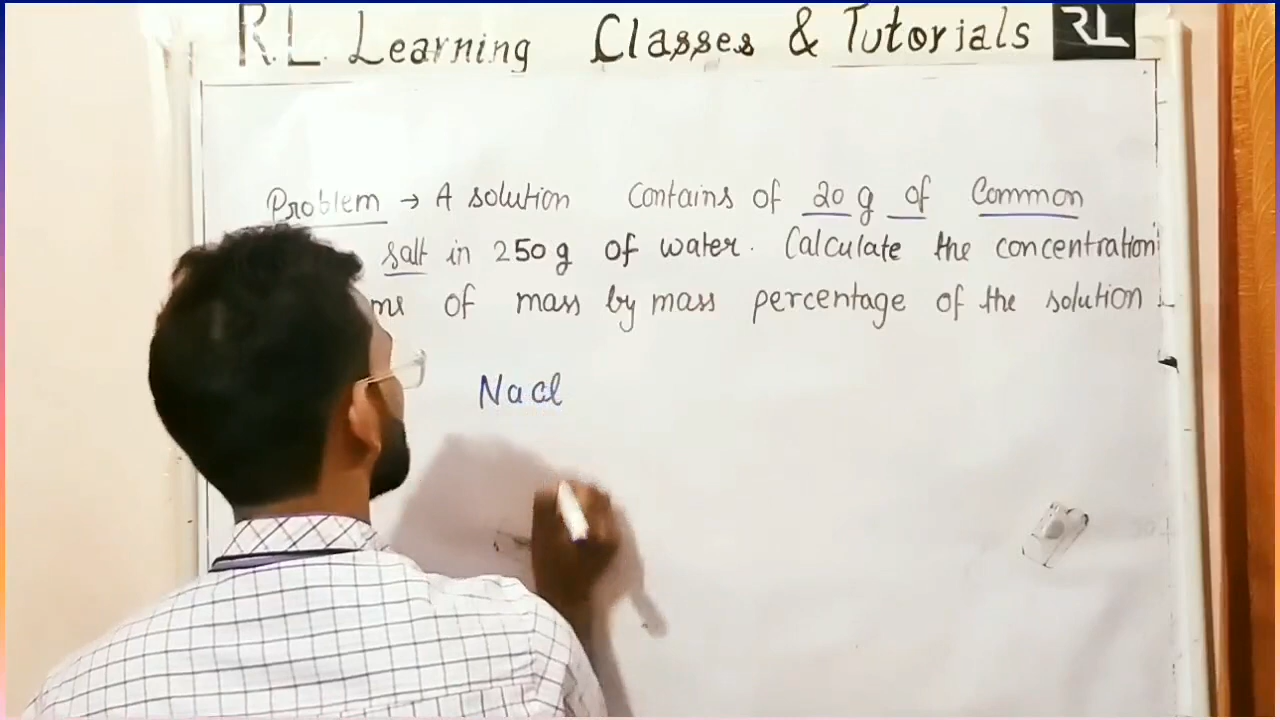 R.L. Learning Classes & Tutorials RL
Problem → A solution contains of 20 g of Common
salt in 250 g of water. Calculate the concentration
of mass by mass percentage of the solution
Nacl